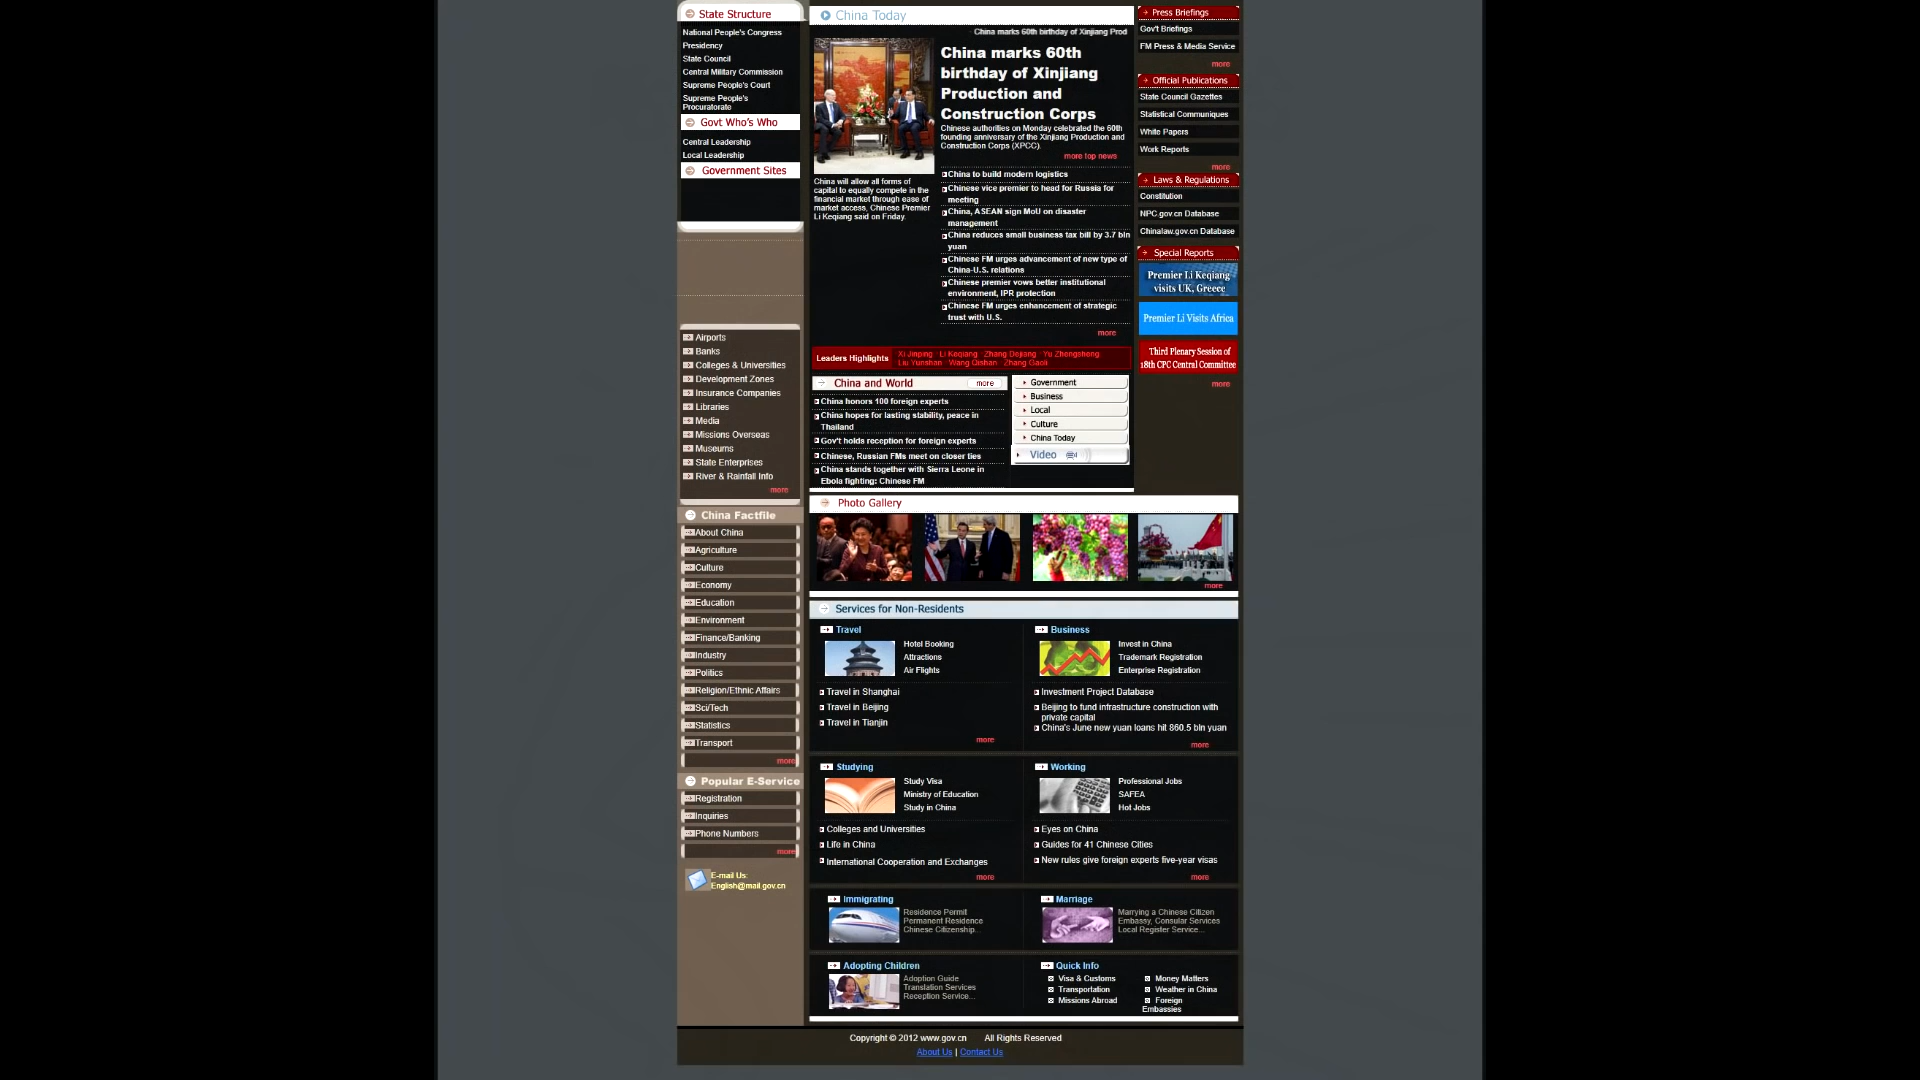 State Structure
National People's Congress
Presidency
State Council
Central Military Commission
Supreme People's Court
Supreme People's
Procuratorate
Govt Who's Who
Central Leadership
Local Leadership
Government Sites
Airports
Banks
Colleges & Universities
Development Zones
Insurance Companies
Libraries
Media
Missions Overseas
Museums
State Enterprises
River & Rainfall Info
more
China Factfile
About China
Agriculture
Culture
Economy
Education
Environment
Finance/Banking
Industry
Politics
Religion/Ethnic Affairs
Sci/Tech
Statistics
Transport
more
Popular E-Service
Registration
Inquiries
Phone Numbers
more
E-mail Us:
English@mail.gov.cn
China Today
China marks 60th birthday of Xinjiang Prod
China marks 60th
birthday of Xinjiang
Production and
Construction Corps
Chinese authorities on Monday celebrated the 60th
founding anniversary of the Xinjiang Production and
Construction Corps (XPCC).
more top news
China will allow all forms of
capital to equally compete in the
financial market through ease of
market access, Chinese Premier
Li Keqiang said on Friday.
China to build modern logistics
Chinese vice premier to head for Russia for
meeting
China, ASEAN sign MoU on disaster
management
China reduces small business tax bill by 3.7 bln
yuan
Chinese FM urges advancement of new type of
China-U.S. relations
Chinese premier vows better institutional
environment, IPR protection
Chinese FM urges enhancement of strategic
trust with U.S.
more
Leaders Highlights
Xi Jinping Li Keqiang Zhang Dejiang Yu Zhengsheng
Liu Yunshan Wang Qishan Zhang Gaoli
China and World more
China honors 100 foreign experts
China hopes for lasting stability, peace in
Thailand
Gov't holds reception for foreign experts
Chinese, Russian FMs meet on closer ties
China stands together with Sierra Leone in
Ebola fighting: Chinese FM
Government
Business
Local
Culture
China Today
Video
Press Briefings
Gov't Briefings
FM Press & Media Service
more
Official Publications
State Council Gazettes
Statistical Communiques
White Papers
Work Reports
more
Laws & Regulations
Constitution
NPC.gov.cn Database
Chinalaw.gov.cn Database
Special Reports
Premier Li Keqiang
visits UK, Greece
Premier Li Visits Africa
Third Plenary Session of
18th CPC Central Committee
more
Photo Gallery
more
Services for Non-Residents
Travel
Hotel Booking
Attractions
Air Flights
Travel in Shanghai
Travel in Beijing
Travel in Tianjin
more
Business
Invest in China
Trademark Registration
Enterprise Registration
Investment Project Database
Beijing to fund infrastructure construction with
private capital
China's June new yuan loans hit 860.5 bln yuan
more
Studying
Study Visa
Ministry of Education
Study in China
Colleges and Universities
Life in China
International Cooperation and Exchanges
more
Working
Professional Jobs
SAFEA
Hot Jobs
Eyes on China
Guides for 41 Chinese Cities
New rules give foreign experts five-year visas
more
Immigrating
Residence Permit
Permanent Residence
Chinese Citizenship...
Marriage
Marrying a Chinese Citizen
Embassy, Consular Services
Local Register Service...
Adopting Children
Adoption Guide
Translation Services
Reception Service...
Quick Info
Visa & Customs
Transportation
Missions Abroad
Money Matters
Weather in China
Foreign
Embassies
Copyright © 2012 www.gov.cn All Rights Reserved
About Us | Contact Us